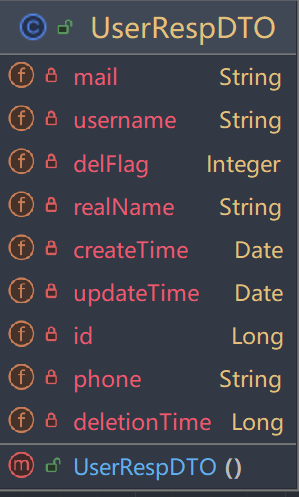 UserRespDTO
mail String
username String
delFlag Integer
realName String
createTime Date
updateTime Date
id Long
phone String
deletionTime Long
UserRespDTO ()